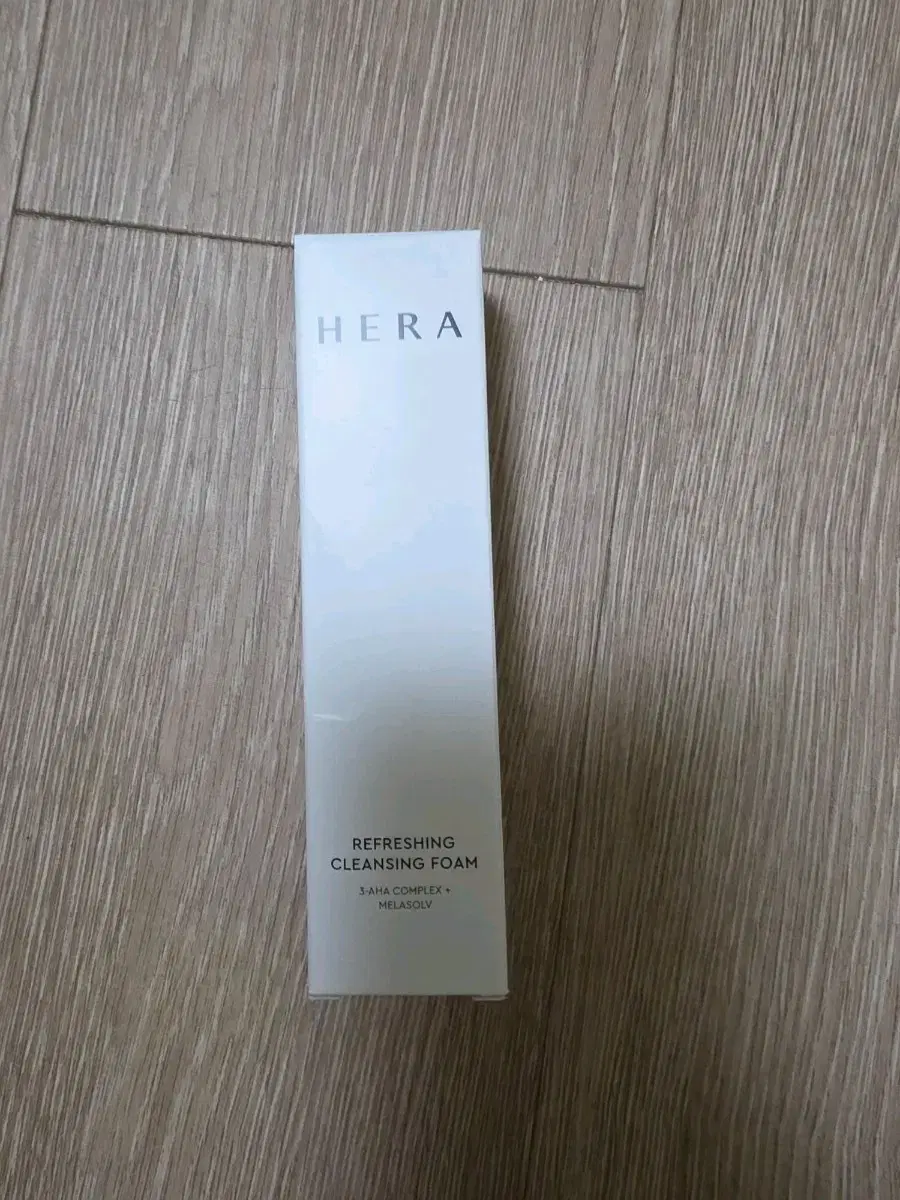 HERA
REFRESHING
CLEANSING FOAM
3-AHA COMPLEX +
MELASOLV